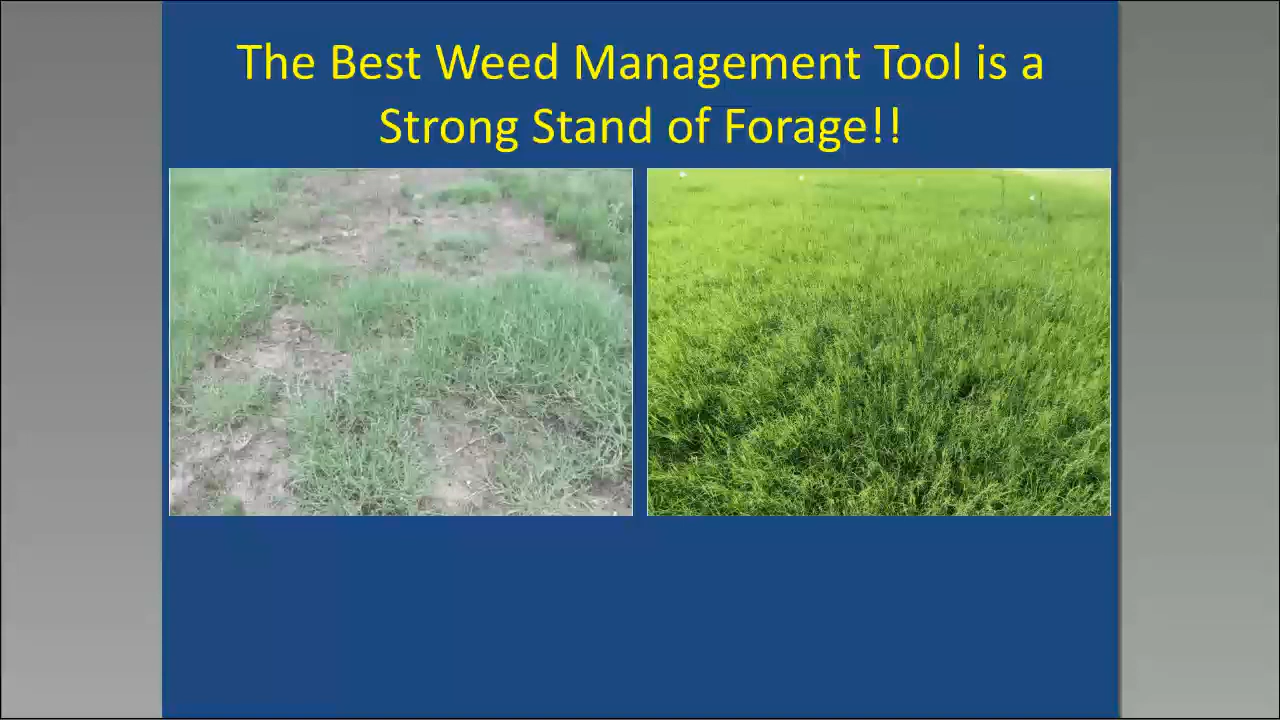 The Best Weed Management Tool is a
Strong Stand of Forage!!